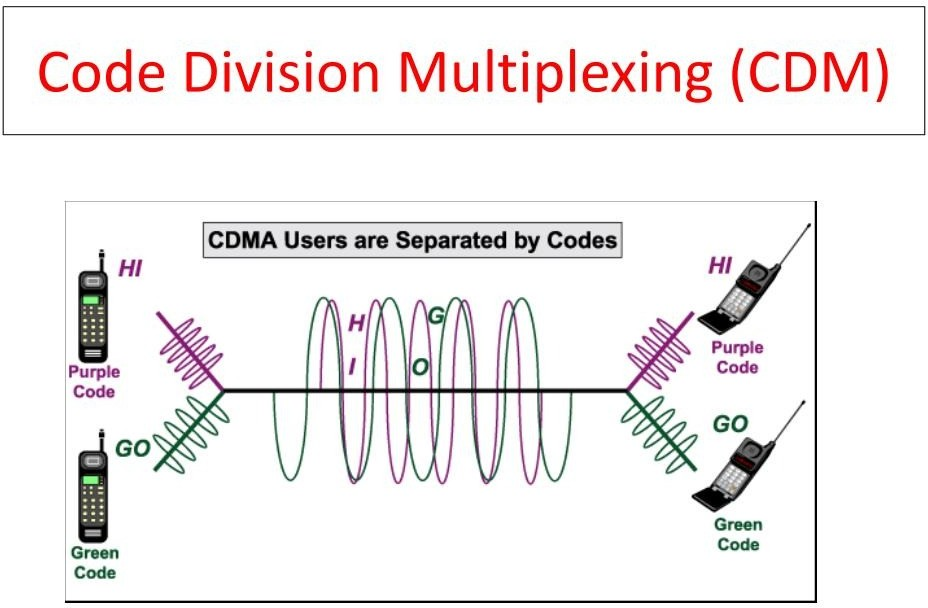 Code Division Multiplexing (CDM)
CDMA Users are Separated by Codes
HI
HI
H
G
I
O
Purple
Code
Purple
Code
GO
GO
Green
Code
Green
Code